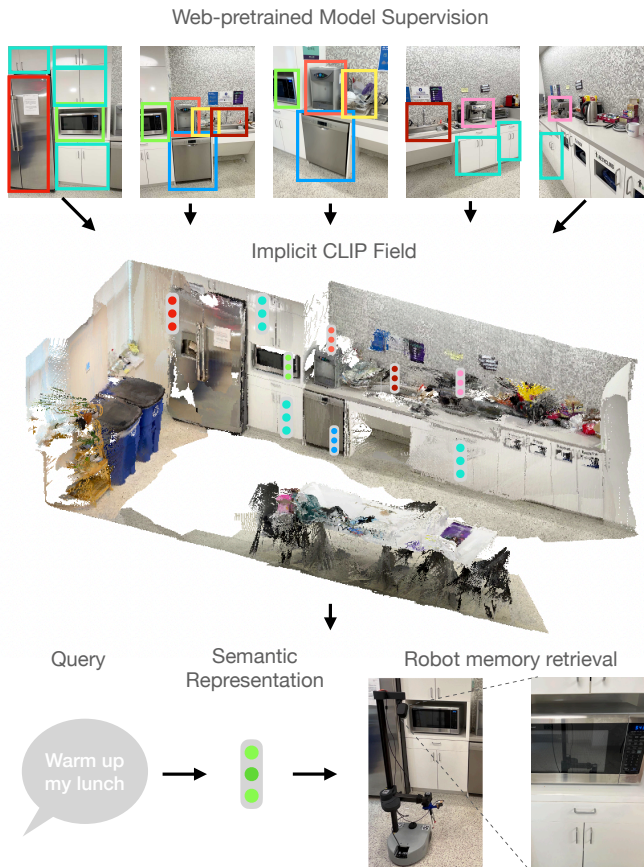 Web-pretrained Model Supervision
Implicit CLIP Field
Query
Semantic
Representation
Robot memory retrieval
Warm up
my lunch